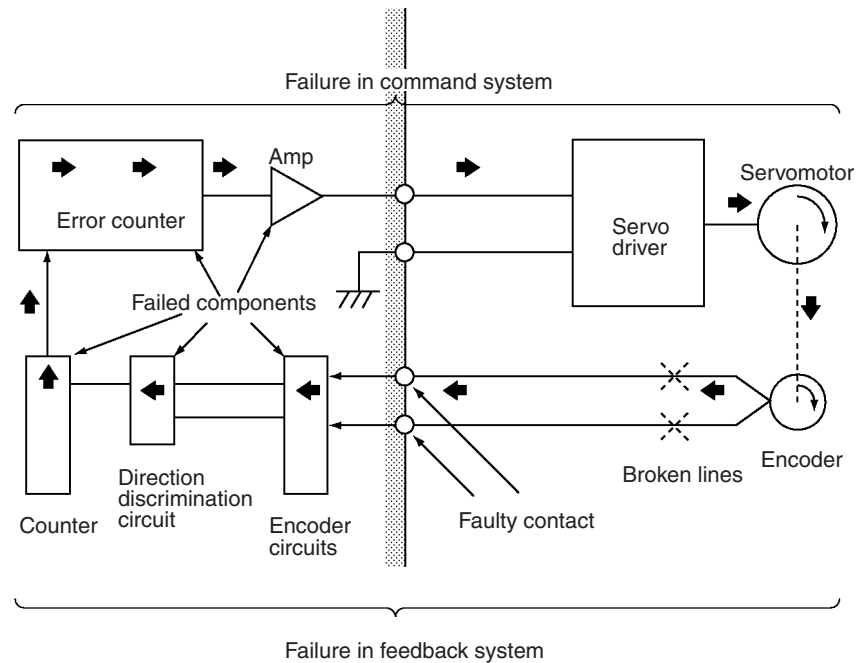 Failure in command system
Amp
Servomotor
Error counter
Servo
driver
Failed components
Direction
discrimination
circuit
Counter
Encoder
circuits
Faulty contact
Broken lines
Encoder
Failure in feedback system